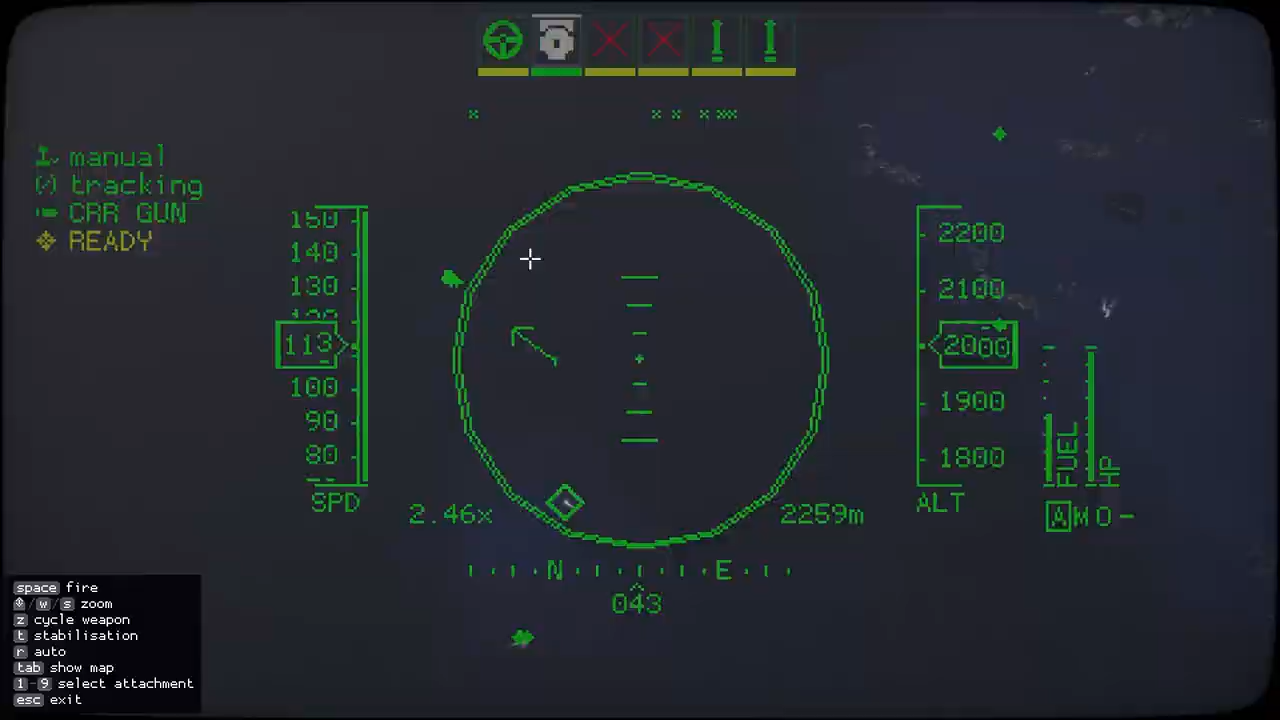 manual
tracking
CRR GUN
READY
150
140
130
120
113
100
90
80
SPD
2200
2100
2000
1900
1800
ALT
FUEL
HP
2.46x
2259m
AMO-
N E
043
space fire
/w/s zoom
z cycle weapon
t stabilisation
r auto
tab show map
1-9 select attachment
esc exit